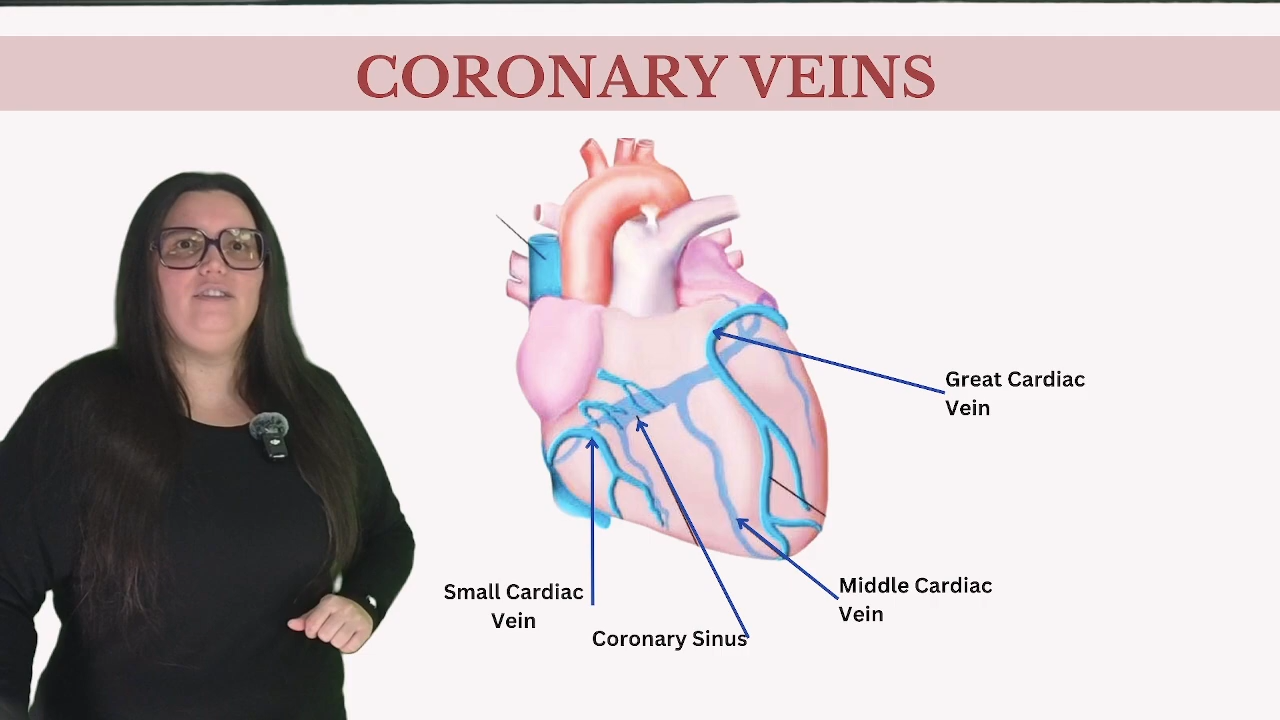 CORONARY VEINS
Great Cardiac
Vein
Small Cardiac
Vein
Middle Cardiac
Vein
Coronary Sinus